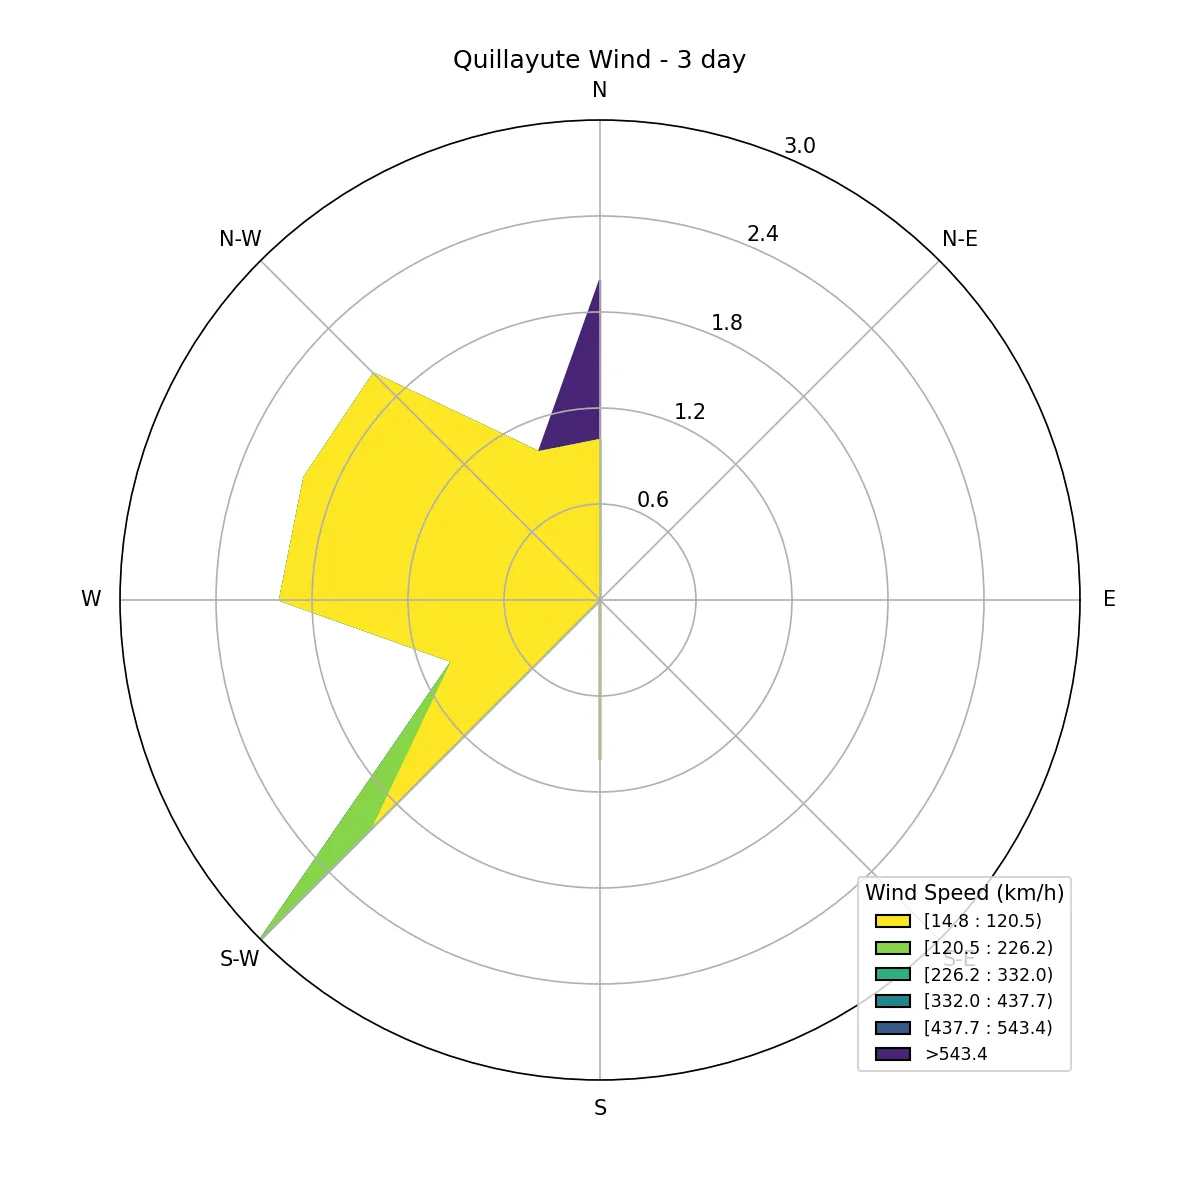 Quillayute Wind - 3 day
N
3.0
N-W
N-E
2.4
1.8
1.2
0.6
W
E
S-W
S-E
S
Wind Speed (km/h)
[14.8 : 120.5)
[120.5 : 226.2)
[226.2 : 332.0)
[332.0 : 437.7)
[437.7 : 543.4)
>543.4